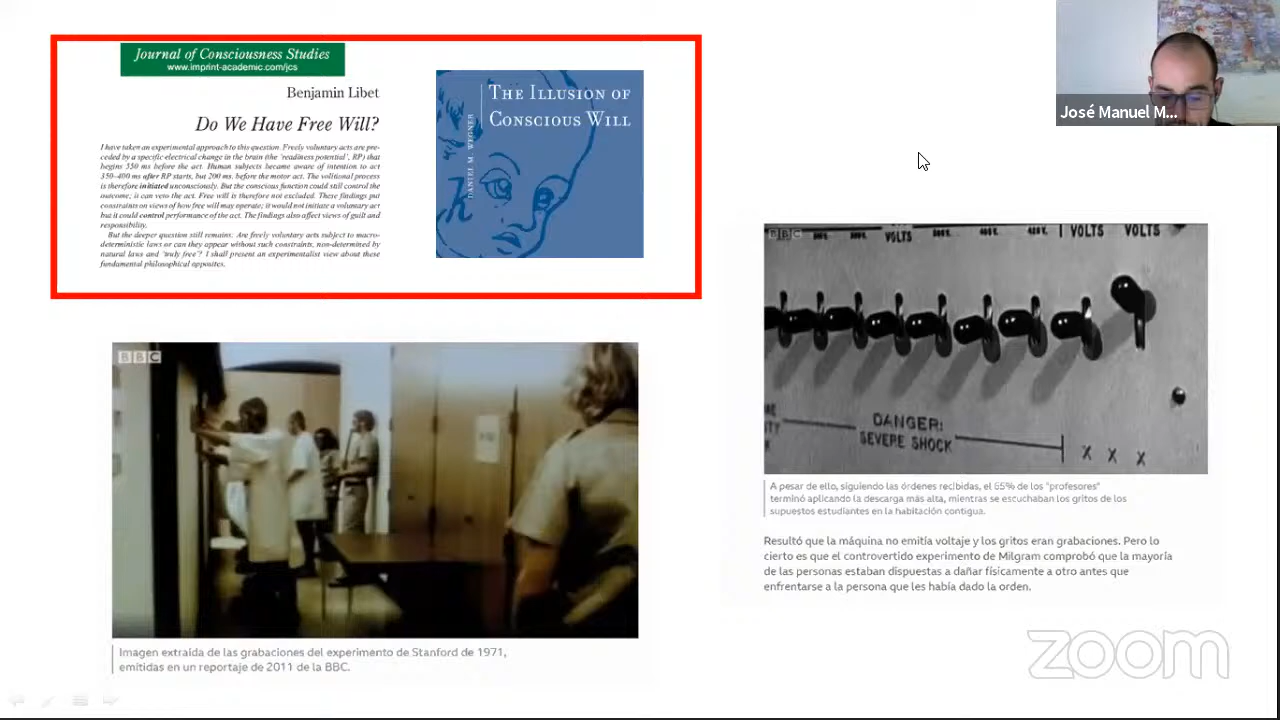 Journal of Consciousness Studies
www.imprint-academic.com/jcs
Benjamin Libet
Do We Have Free Will?
I have taken an experimental approach to this question. Freely voluntary acts are pre-
ceded by a specific electrical change in the brain (the 'readiness potential', RP) that
begins 550 ms before the act. Human subjects became aware of intention to act
350–400 ms after RP starts, but 200 ms. before the motor act. The volitional process
is therefore initiated unconsciously. But the conscious function could still control the
outcome; it can veto the act. Free will is therefore not excluded. These findings put
constraints on views of how free will may operate; it would not initiate a voluntary act
but it could control performance of the act. The findings also affect views of guilt and
responsibility.
But the deeper question still remains: Are freely voluntary acts subject to macro-
deterministic laws or can they appear without such constraints, non-determined by
natural laws and 'truly free'? I shall present an experimentalist view about these
fundamental philosophical opposites.
THE ILLUSION OF
CONSCIOUS WILL
DANIEL M. WEGNER
José Manuel M...
BBC
VOLTS
VOLTS
VOLTS
DANGER:
SEVERE SHOCK
X X X
A pesar de ello, siguiendo las órdenes recibidas, el 65% de los "profesores"
terminó aplicando la descarga más alta, mientras se escuchaban los gritos de los
supuestos estudiantes en la habitación contigua.
Resultó que la máquina no emitía voltaje y los gritos eran grabaciones. Pero lo
cierto es que el controvertido experimento de Milgram comprobó que la mayoría
de las personas estaban dispuestas a dañar físicamente a otro antes que
enfrentarse a la persona que les había dado la orden.
BBC
Imagen extraída de las grabaciones del experimento de Stanford de 1971,
emitidas en un reportaje de 2011 de la BBC.
zoom